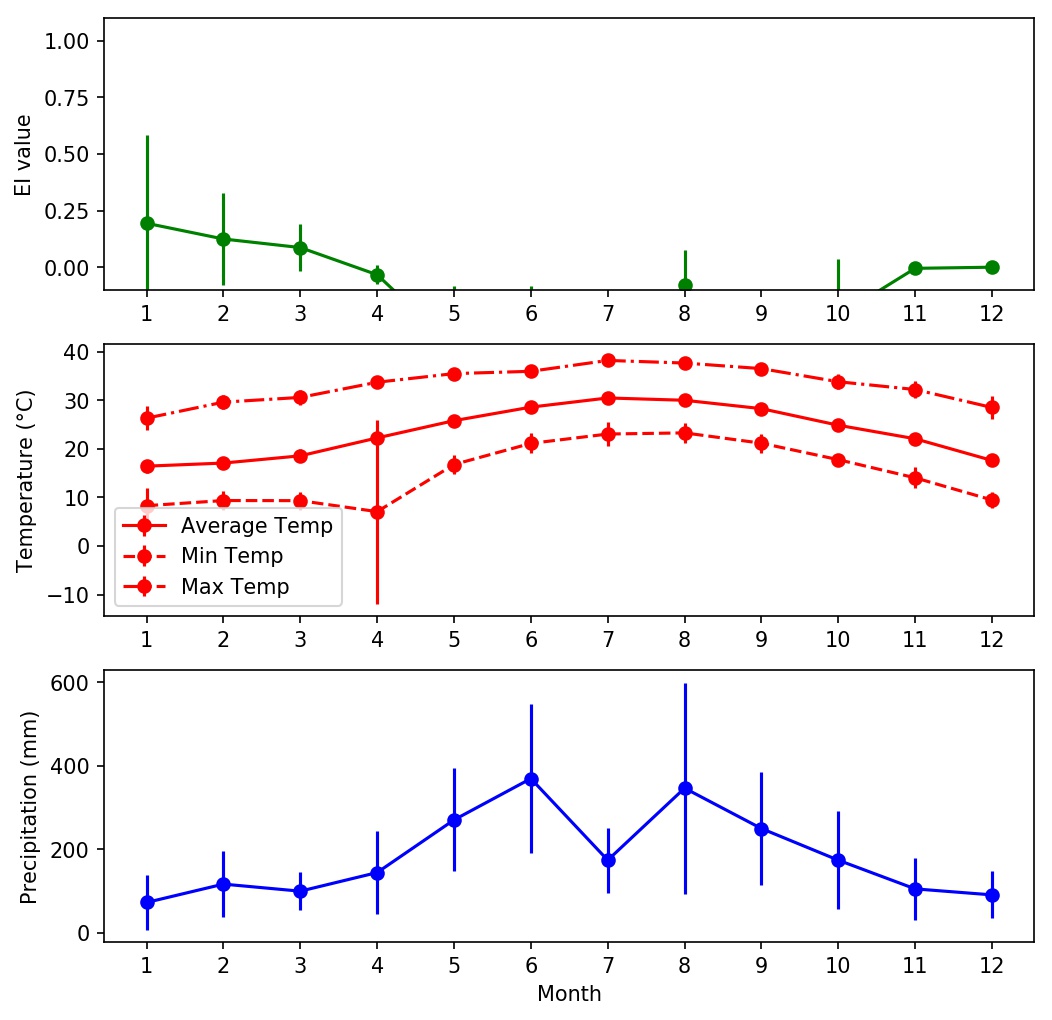 EI value
1.00
0.75
0.50
0.25
0.00
1 2 3 4 5 6 7 8 9 10 11 12
Temperature (°C)
40
30
20
10
0
−10
Average Temp
Min Temp
Max Temp
1 2 3 4 5 6 7 8 9 10 11 12
Precipitation (mm)
600
400
200
0
1 2 3 4 5 6 7 8 9 10 11 12
Month